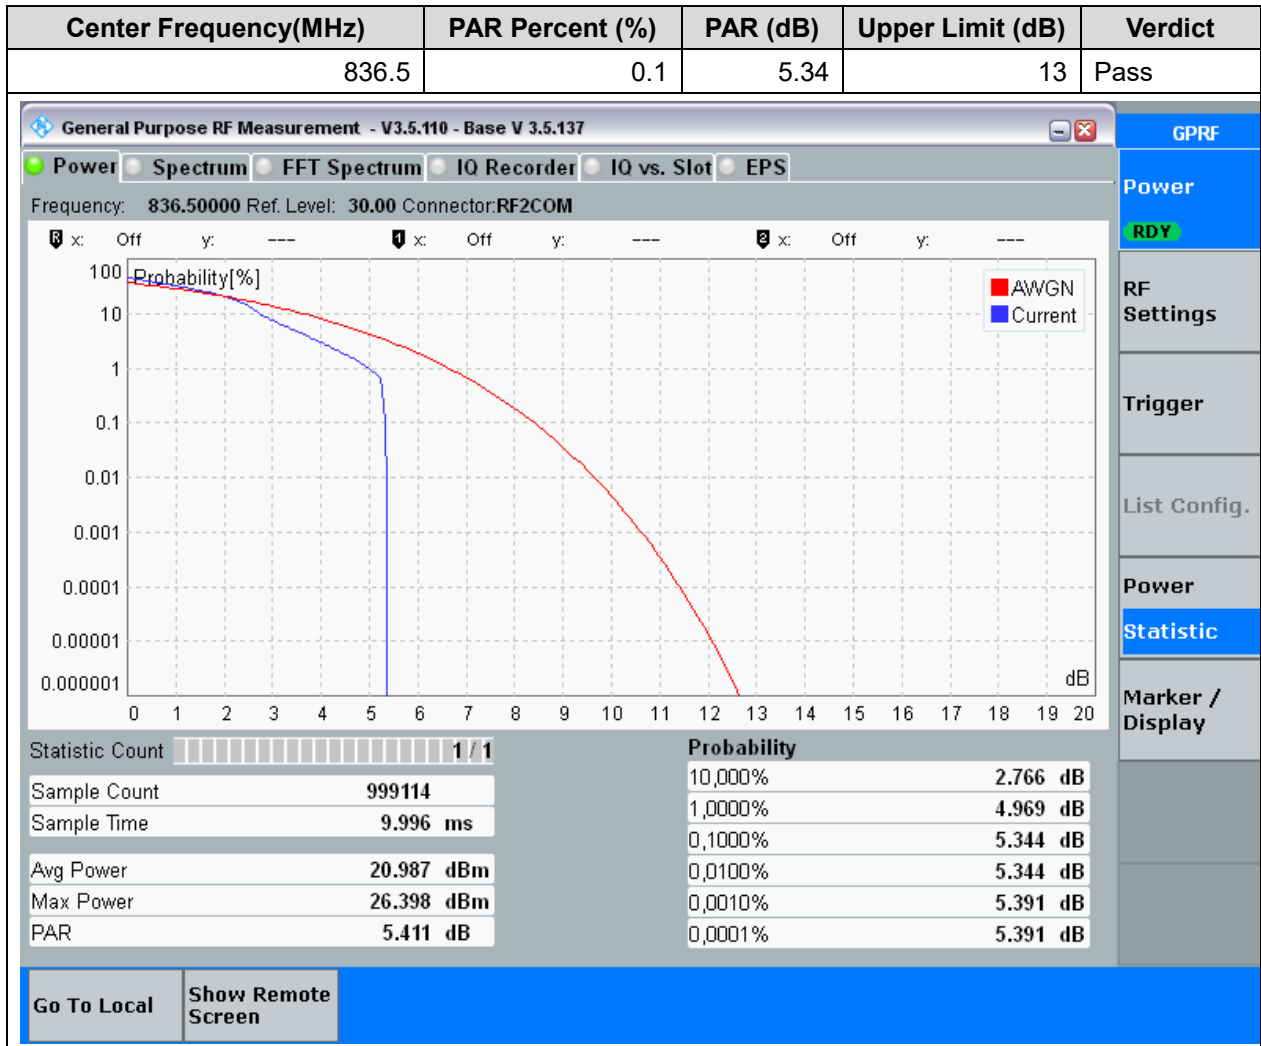 Center Frequency(MHz) PAR Percent (%) PAR (dB) Upper Limit (dB) Verdict
836.5 0.1 5.34 13 Pass
General Purpose RF Measurement - V3.5.110 - Base V 3.5.137
GPRF
Power Spectrum FFT Spectrum IQ Recorder IQ vs. Slot EPS
Frequency: 836.50000 Ref. Level: 30.00 Connector:RF2COM
R x: Off y: --- 1 x: Off y: --- 2 x: Off y: ---
Probability[%]
AWGN
Current
100
10
1
0.1
0.01
0.001
0.0001
0.00001
0.000001
dB
0 1 2 3 4 5 6 7 8 9 10 11 12 13 14 15 16 17 18 19 20
Statistic Count 1 / 1
Sample Count 999114
Sample Time 9.996 ms
Avg Power 20.987 dBm
Max Power 26.398 dBm
PAR 5.411 dB
Probability
10,000% 2.766 dB
1,0000% 4.969 dB
0,1000% 5.344 dB
0,0100% 5.344 dB
0,0010% 5.391 dB
0,0001% 5.391 dB
Power
RDY
RF
Settings
Trigger
List Config.
Power
Statistic
Marker /
Display
Go To Local
Show Remote
Screen